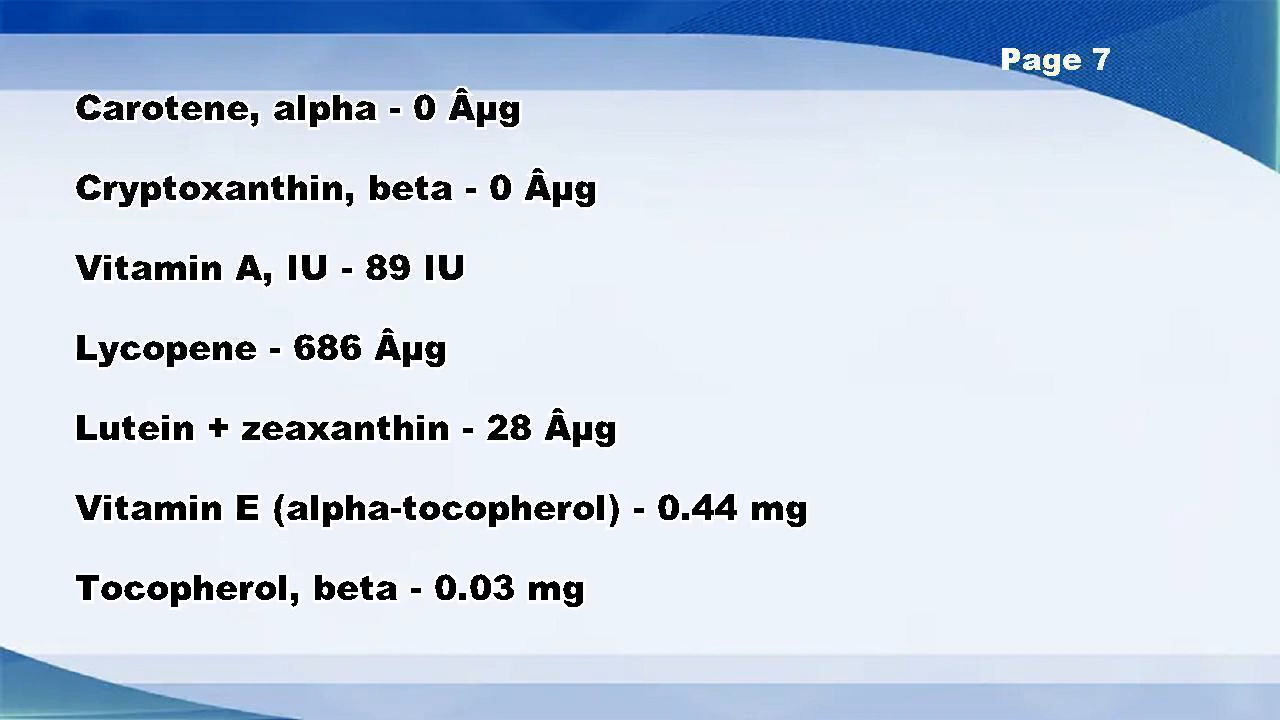 Page 7
Carotene, alpha - 0 Âµg
Cryptoxanthin, beta - 0 Âµg
Vitamin A, IU - 89 IU
Lycopene - 686 Âµg
Lutein + zeaxanthin - 28 Âµg
Vitamin E (alpha-tocopherol) - 0.44 mg
Tocopherol, beta - 0.03 mg